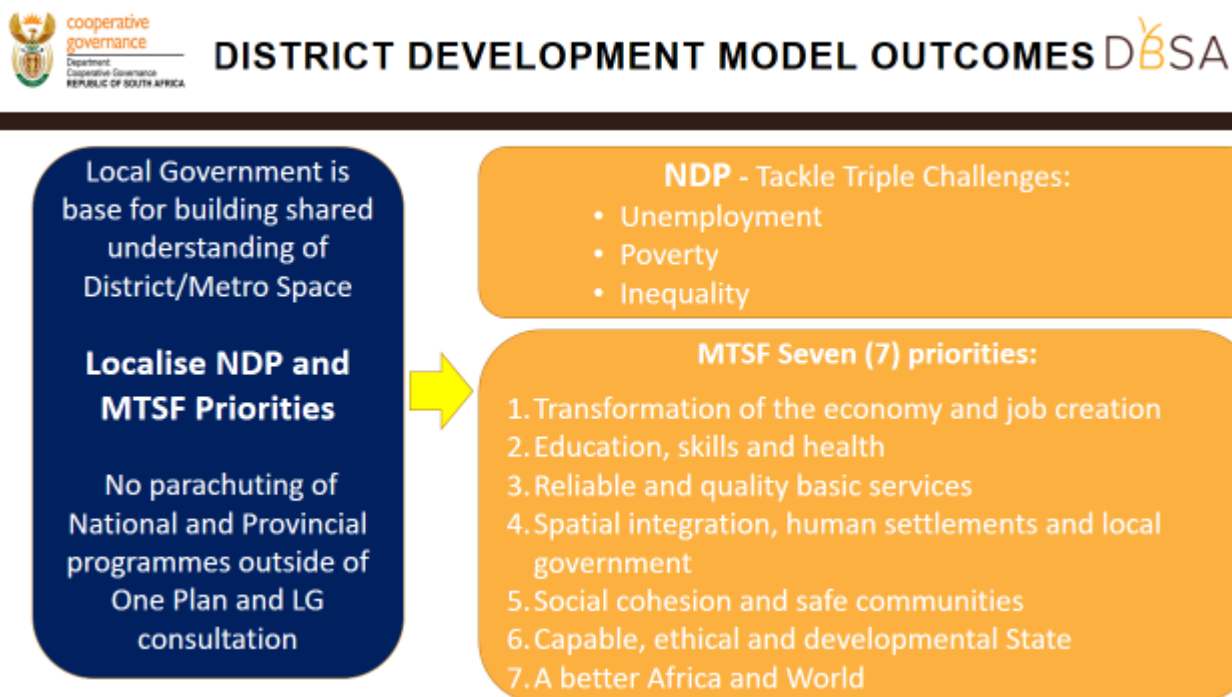 cooperative
governance
Department
Cooperative Governance
REPUBLIC OF SOUTH AFRICA
DISTRICT DEVELOPMENT MODEL OUTCOMES
DBSA
Local Government is
base for building shared
understanding of
District/Metro Space
Localise NDP and
MTSF Priorities
No parachuting of
National and Provincial
programmes outside of
One Plan and LG
consultation
NDP - Tackle Triple Challenges:
• Unemployment
• Poverty
• Inequality
MTSF Seven (7) priorities:
1. Transformation of the economy and job creation
2. Education, skills and health
3. Reliable and quality basic services
4. Spatial integration, human settlements and local
government
5. Social cohesion and safe communities
6. Capable, ethical and developmental State
7. A better Africa and World